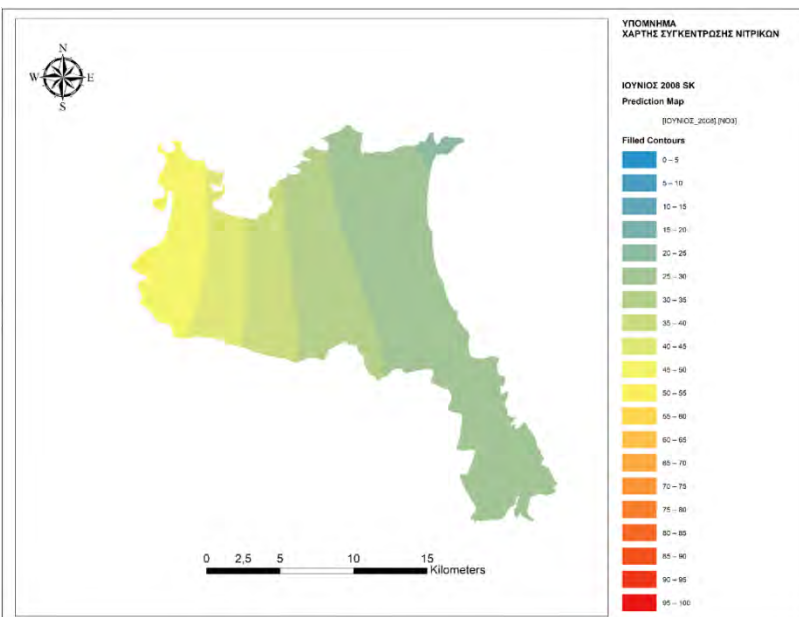 ΥΠΟΜΝΗΜΑ
ΧΑΡΤΗΣ ΣΥΓΚΕΝΤΡΩΣΗΣ ΝΙΤΡΙΚΩΝ
ΙΟΥΝΙΟΣ 2008 SK
Prediction Map
[ΙΟΥΝΙΟΣ_2008].[NO3]
Filled Contours
0 – 5
5 – 10
10 – 15
15 – 20
20 – 25
25 – 30
30 – 35
35 – 40
40 – 45
45 – 50
50 – 55
55 – 60
60 – 65
65 – 70
70 – 75
75 – 80
80 – 85
85 – 90
90 – 95
95 – 100
N
W E
S
0 2,5 5 10 15
Kilometers